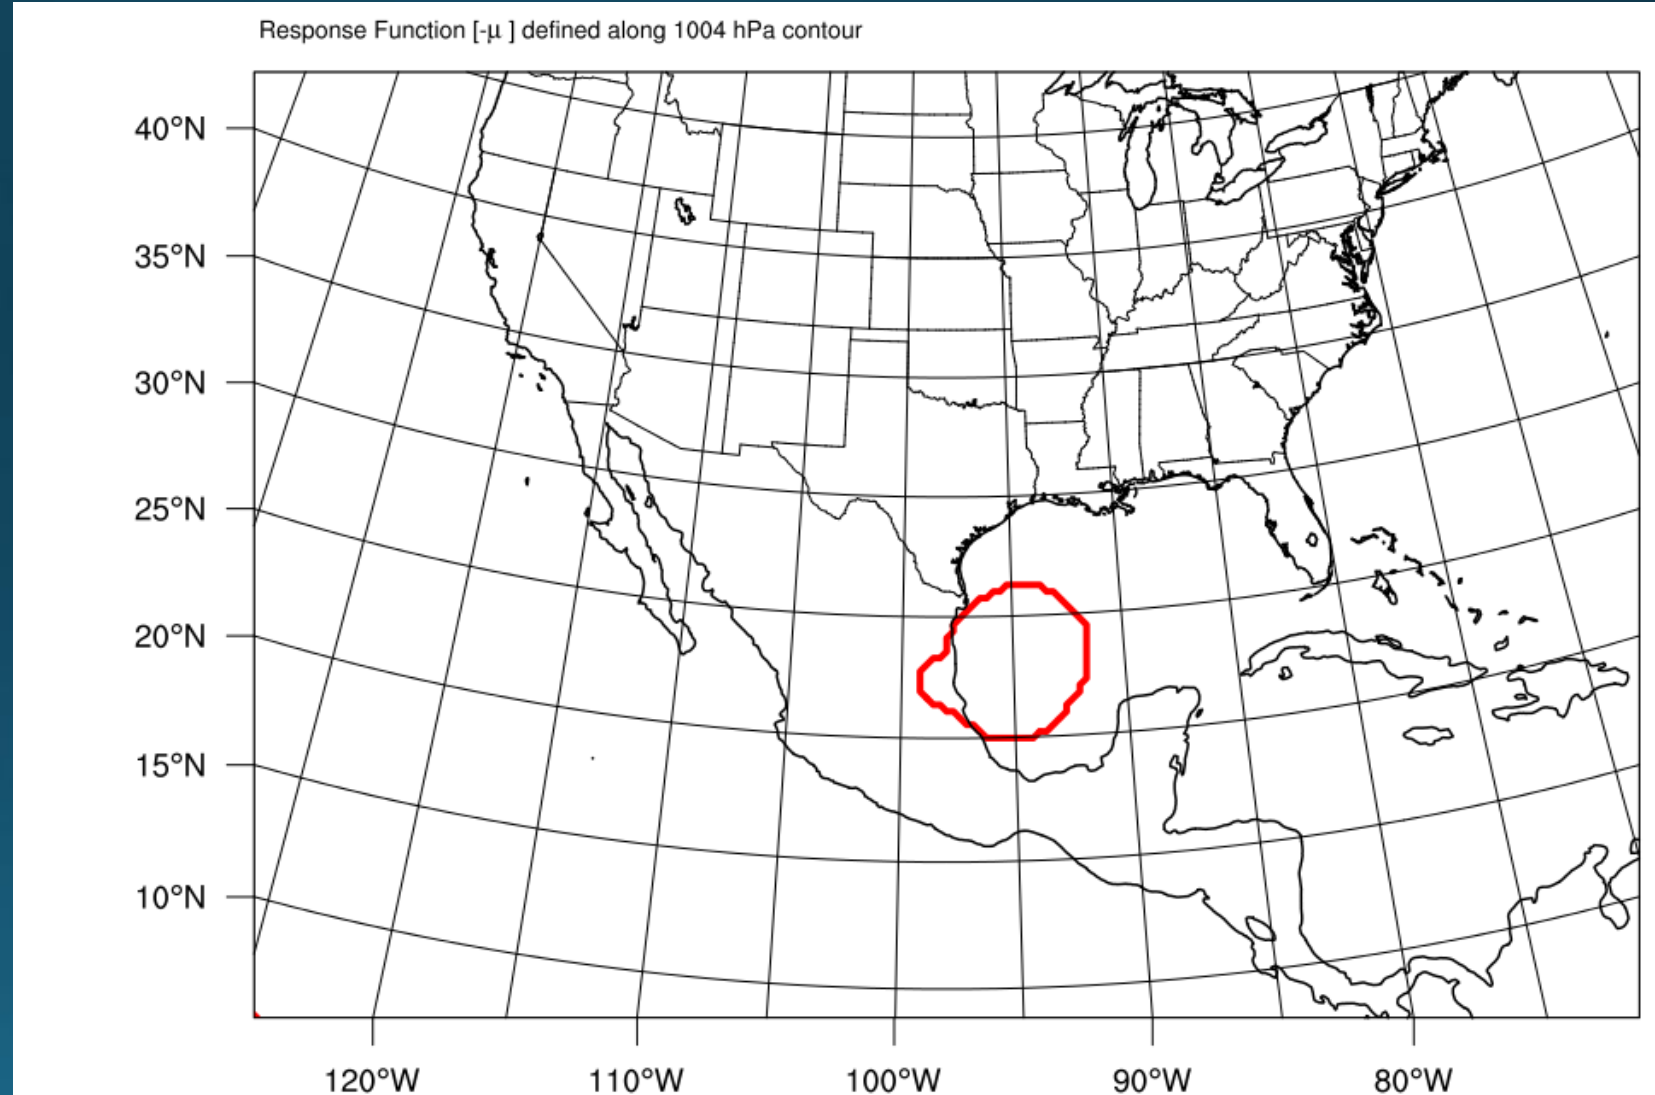 Response Function [-μ ] defined along 1004 hPa contour
40°N
35°N
30°N
25°N
20°N
15°N
10°N
120°W 110°W 100°W 90°W 80°W